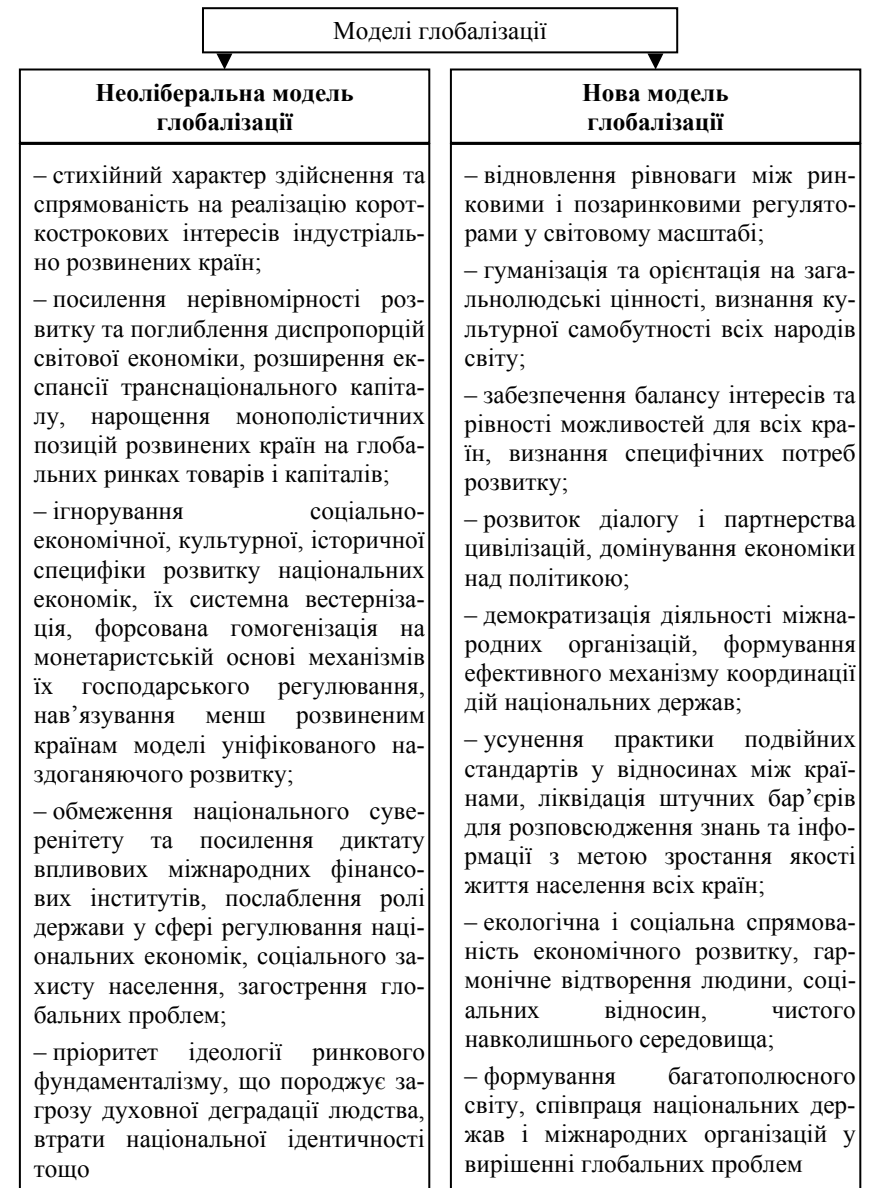 Моделі глобалізації
Неоліберальна модель
глобалізації
– стихійний характер здійснення та
спрямованість на реалізацію корот-
кострокових інтересів індустріаль-
но розвинених країн;
– посилення нерівномірності роз-
витку та поглиблення диспропорцій
світової економіки, розширення ек-
спансії транснаціонального капіта-
лу, нарощення монополістичних
позицій розвинених країн на глоба-
льних ринках товарів і капіталів;
– ігнорування соціально-
економічної, культурної, історичної
специфіки розвитку національних
економік, їх системна вестерніза-
ція, форсована гомогенізація на
монетаристській основі механізмів
їх господарського регулювання,
нав’язування менш розвиненим
країнам моделі уніфікованого на-
здоганяючого розвитку;
– обмеження національного суве-
ренітету та посилення диктату
впливових міжнародних фінансо-
вих інститутів, послаблення ролі
держави у сфері регулювання наці-
ональних економік, соціального за-
хисту населення, загострення гло-
бальних проблем;
– пріоритет ідеології ринкового
фундаменталізму, що породжує за-
грозу духовної деградації людства,
втрати національної ідентичності
тощо
Нова модель
глобалізації
– відновлення рівноваги між рин-
ковими і позаринковими регулято-
рами у світовому масштабі;
– гуманізація та орієнтація на зага-
льнолюдські цінності, визнання ку-
льтурної самобутності всіх народів
світу;
– забезпечення балансу інтересів та
рівності можливостей для всіх кра-
їн, визнання специфічних потреб
розвитку;
– розвиток діалогу і партнерства
цивілізацій, домінування економіки
над політикою;
– демократизація діяльності міжна-
родних організацій, формування
ефективного механізму координації
дій національних держав;
– усунення практики подвійних
стандартів у відносинах між краї-
нами, ліквідація штучних бар’єрів
для розповсюдження знань та інфо-
рмації з метою зростання якості
життя населення всіх країн;
– екологічна і соціальна спрямова-
ність економічного розвитку, гар-
монічне відтворення людини, соці-
альних відносин, чистого
навколишнього середовища;
– формування багатополюсного
світу, співпраця національних дер-
жав і міжнародних організацій у
вирішенні глобальних проблем